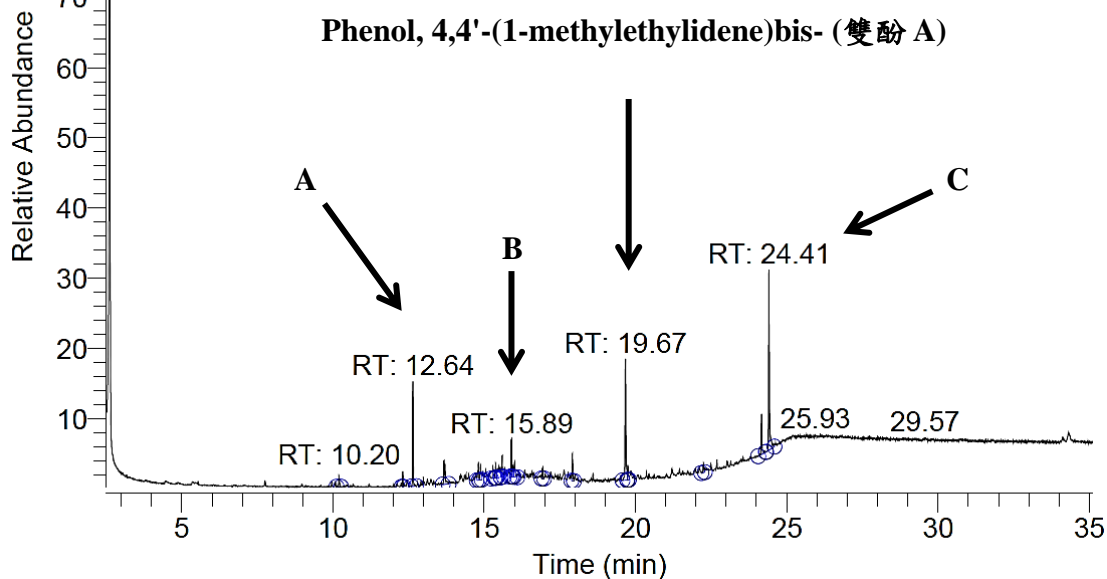 70
Phenol, 4,4'-(1-methylethylidene)bis- (雙酚 A)
60
50
A
C
40
B
RT: 24.41
30
RT: 19.67
20
RT: 12.64
RT: 15.89
25.93 29.57
10
RT: 10.20
5 10 15 20 25 30 35
Time (min)
Relative Abundance